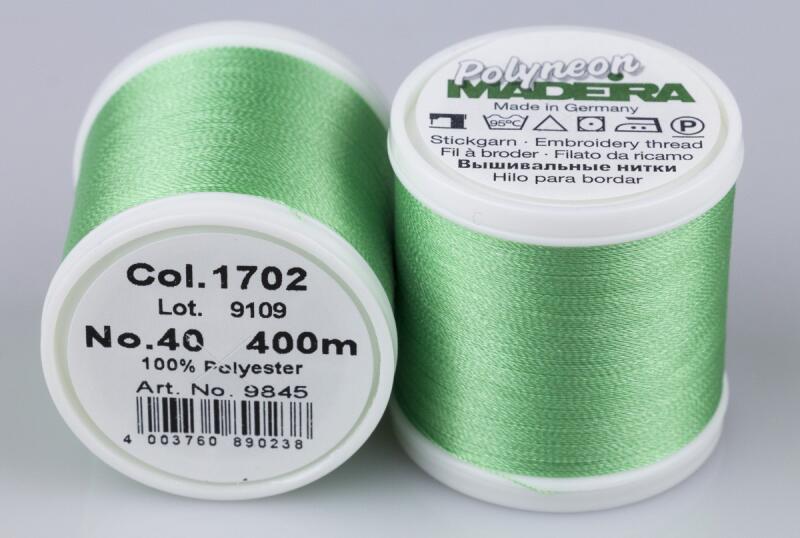 Col.1702
Lot. 9109
No.40 400m
100% Polyester
Art. No. 9845
4 003760 890238
Polyneon
MADEIRA
Made in Germany
95°C P
Stickgarn · Embroidery thread
Fil à broder · Filato da ricamo
Вышивальные нитки
Hilo para bordar